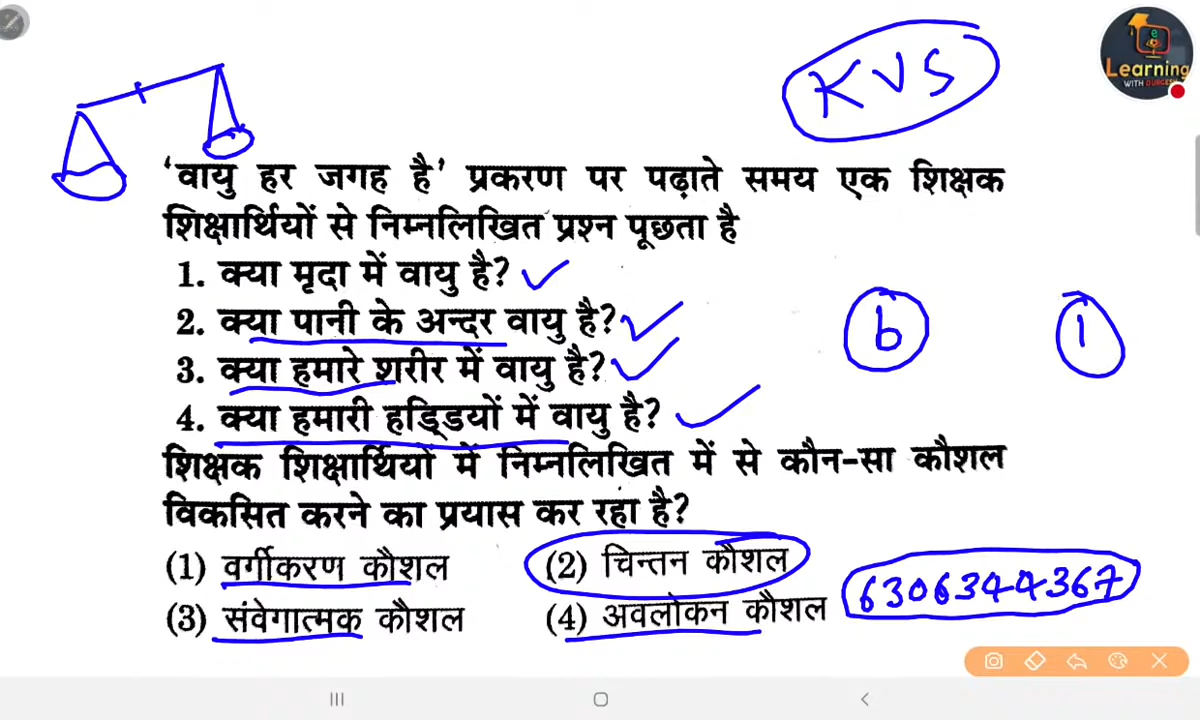 KVS
e
Learning
WITH DURGESH
‘वायु हर जगह है’ प्रकरण पर पढ़ाते समय एक शिक्षक
शिक्षार्थियों से निम्नलिखित प्रश्न पूछता है
1. क्या मृदा में वायु है?
2. क्या पानी के अन्दर वायु है?
3. क्या हमारे शरीर में वायु है?
4. क्या हमारी हड्डियों में वायु है?
b
1
शिक्षक शिक्षार्थियों में निम्नलिखित में से कौन-सा कौशल
विकसित करने का प्रयास कर रहा है?
(1) वर्गीकरण कौशल (2) चिन्तन कौशल
(3) संवेगात्मक कौशल (4) अवलोकन कौशल
6306344367